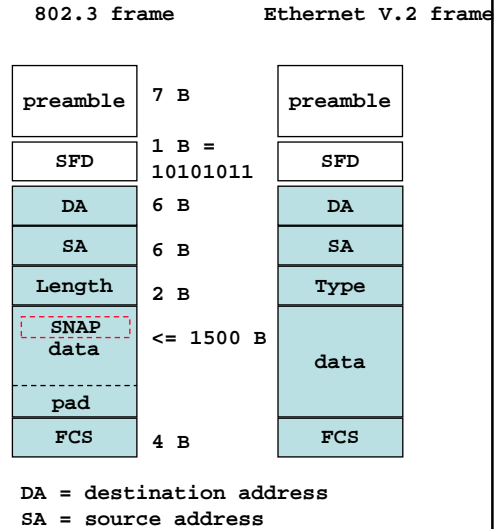 802.3 frame Ethernet V.2 frame
preamble 7 B preamble
SFD 1 B = 10101011 SFD
DA 6 B DA
SA 6 B SA
Length 2 B Type
SNAP
data <= 1500 B data
pad
FCS 4 B FCS
DA = destination address
SA = source address